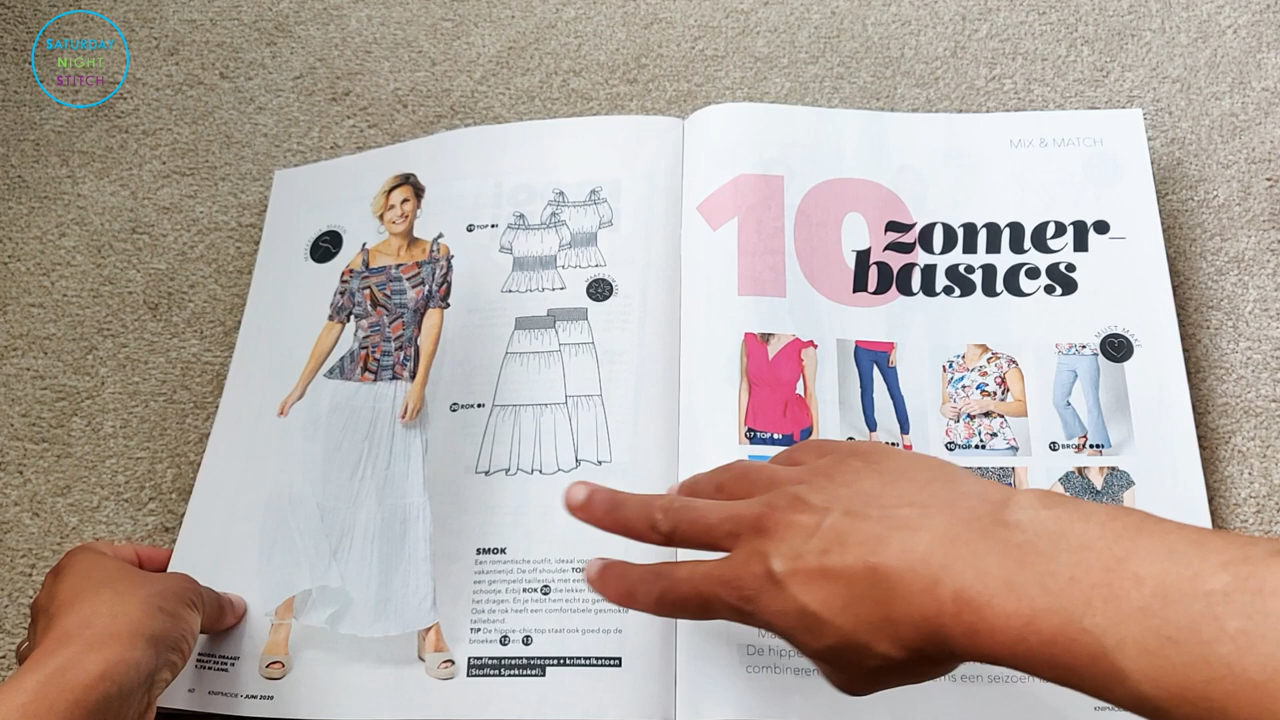 SATURDAY
NIGHT
STITCH
19 TOP
20 ROK
SMOK
Een romantische outfit, ideaal voor
vakantietijd. De off shoulder-TOP
een gerimpeld taillestuk met een
schootje. Erbij ROK 20 die lekker
het dragen. En je hebt hem echt zo
Ook de rok heeft een comfortabele gesmokte
tailleband.
TIP De hippie-chic top staat ook goed op de
broeken 12 en 13
Stoffen: stretch-viscose + krinkelkatoen
(Stoffen Spektakel).
MODEL DRAAGT
MAAT 38 EN IS
1.75 M LANG.
60 KNIPMODE • JUNI 2020
MIX & MATCH
10 zomer-
basics
MUST MAKE
17 TOP
TOP
13 BROEK
De hippe
combineren
een seizoen
KNIPMODE